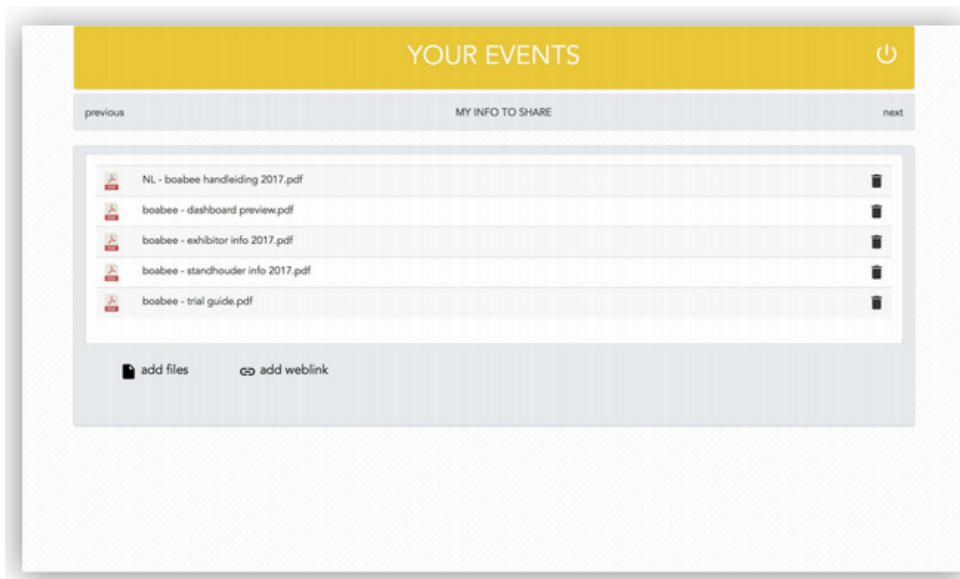 YOUR EVENTS
previous MY INFO TO SHARE next
NL - boabee handleiding 2017.pdf
boabee - dashboard preview.pdf
boabee - exhibitor info 2017.pdf
boabee - standhouder info 2017.pdf
boabee - trial guide.pdf
add files add weblink